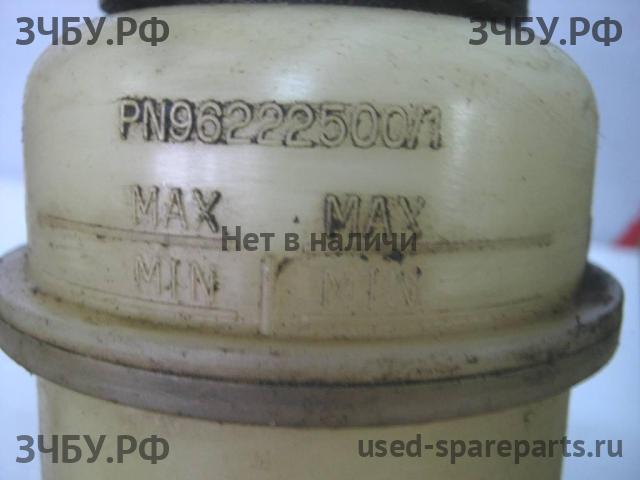 ЗЧБУ.РФ ЗЧБУ.РФ
PN96222500/1
MAX MAX
Нет в наличи
MIN MIN
ЗЧБУ.РФ used-spareparts.ru